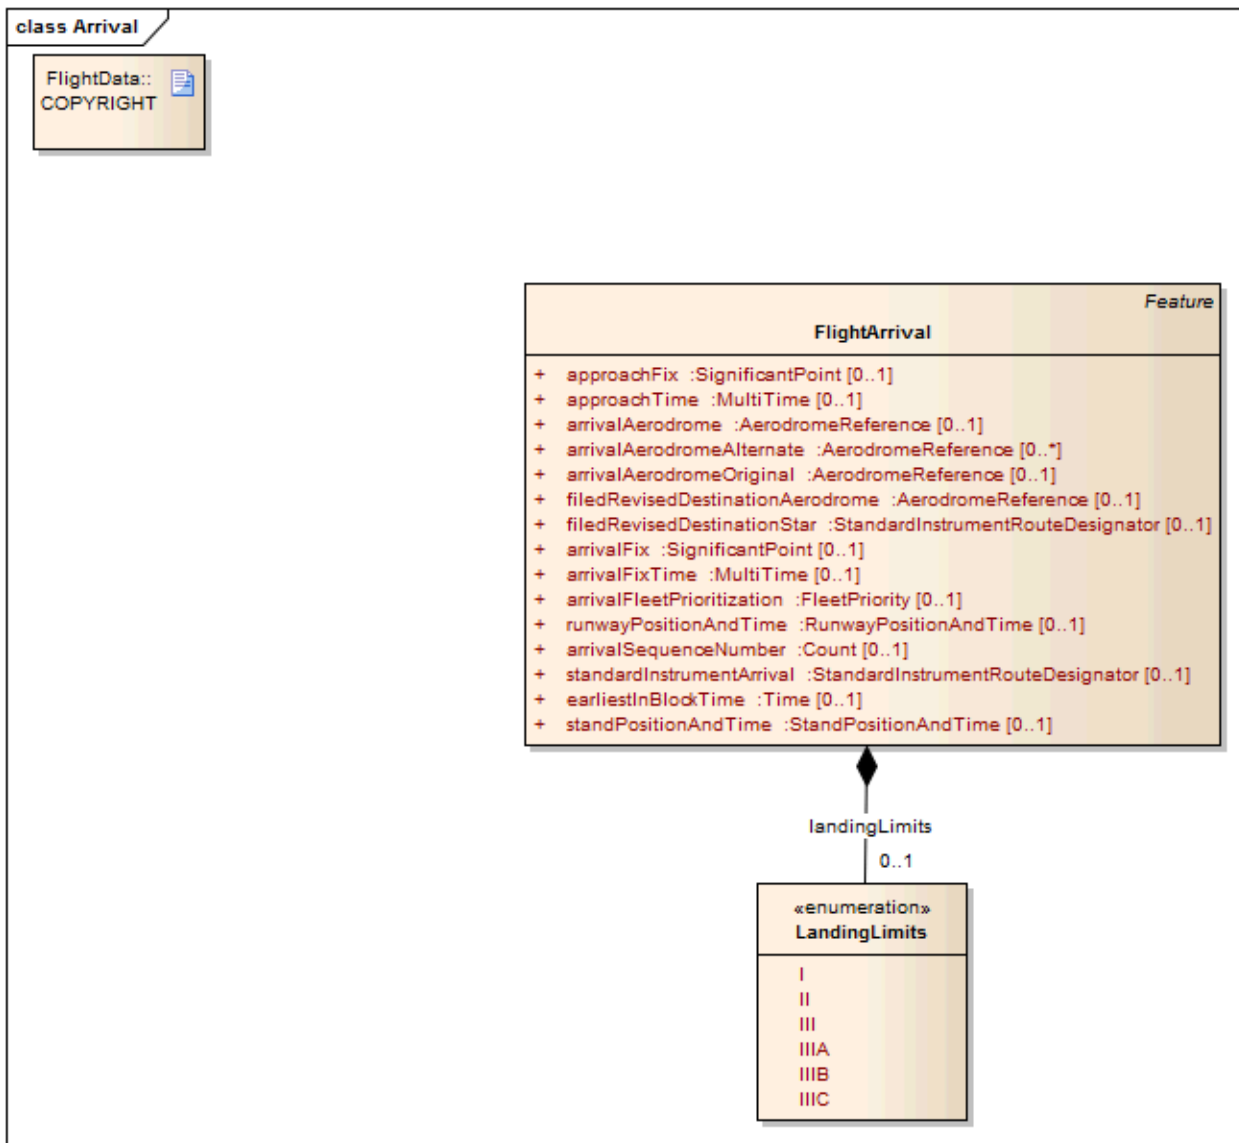 class Arrival
FlightData::
COPYRIGHT
Feature
FlightArrival
+ approachFix :SignificantPoint [0..1]
+ approachTime :MultiTime [0..1]
+ arrivalAerodrome :AerodromeReference [0..1]
+ arrivalAerodromeAlternate :AerodromeReference [0..*]
+ arrivalAerodromeOriginal :AerodromeReference [0..1]
+ filedRevisedDestinationAerodrome :AerodromeReference [0..1]
+ filedRevisedDestinationStar :StandardInstrumentRouteDesignator [0..1]
+ arrivalFix :SignificantPoint [0..1]
+ arrivalFixTime :MultiTime [0..1]
+ arrivalFleetPrioritization :FleetPriority [0..1]
+ runwayPositionAndTime :RunwayPositionAndTime [0..1]
+ arrivalSequenceNumber :Count [0..1]
+ standardInstrumentArrival :StandardInstrumentRouteDesignator [0..1]
+ earliestInBlockTime :Time [0..1]
+ standPositionAndTime :StandPositionAndTime [0..1]
landingLimits
0..1
«enumeration»
LandingLimits
I
II
III
IIIA
IIIB
IIIC